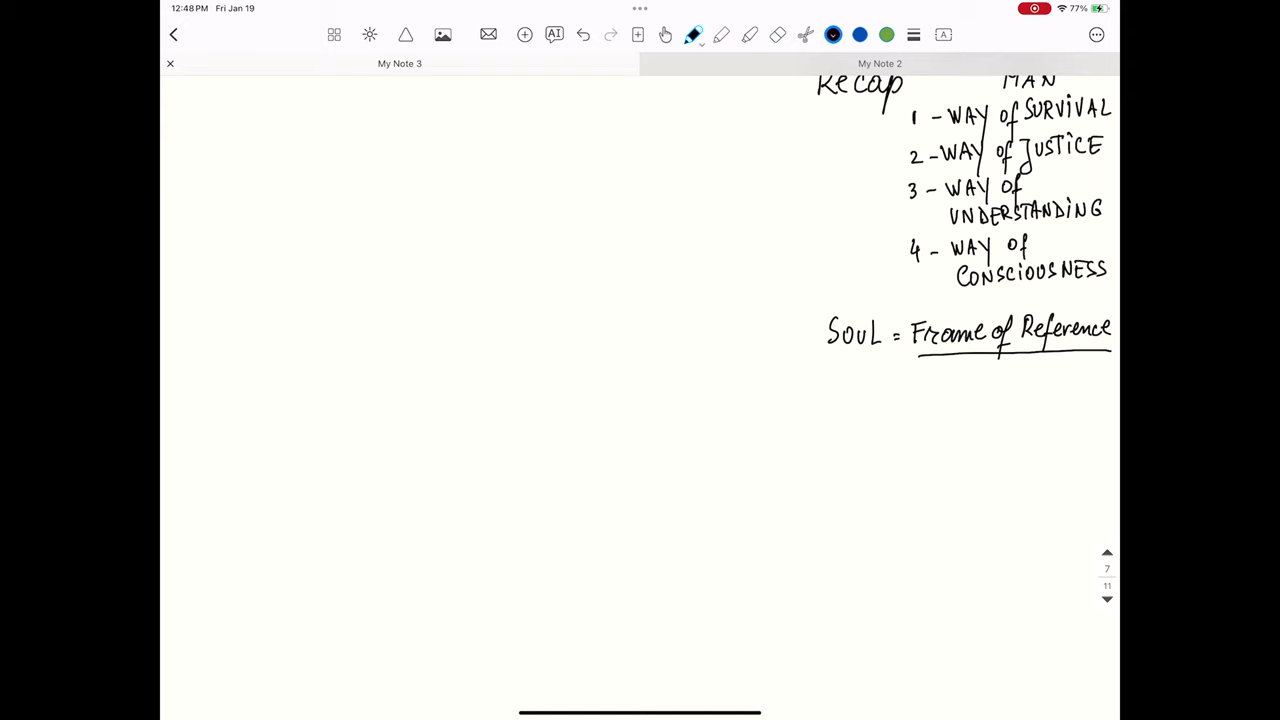 12:48 PM Fri Jan 19
77%
My Note 3
My Note 2
Recap MAN
1 - WAY of SURVIVAL
2 - WAY of JUSTICE
3 - WAY of
UNDERSTANDING
4 - WAY of
CONSCIOUSNESS
SOUL = Frame of Reference
7
11